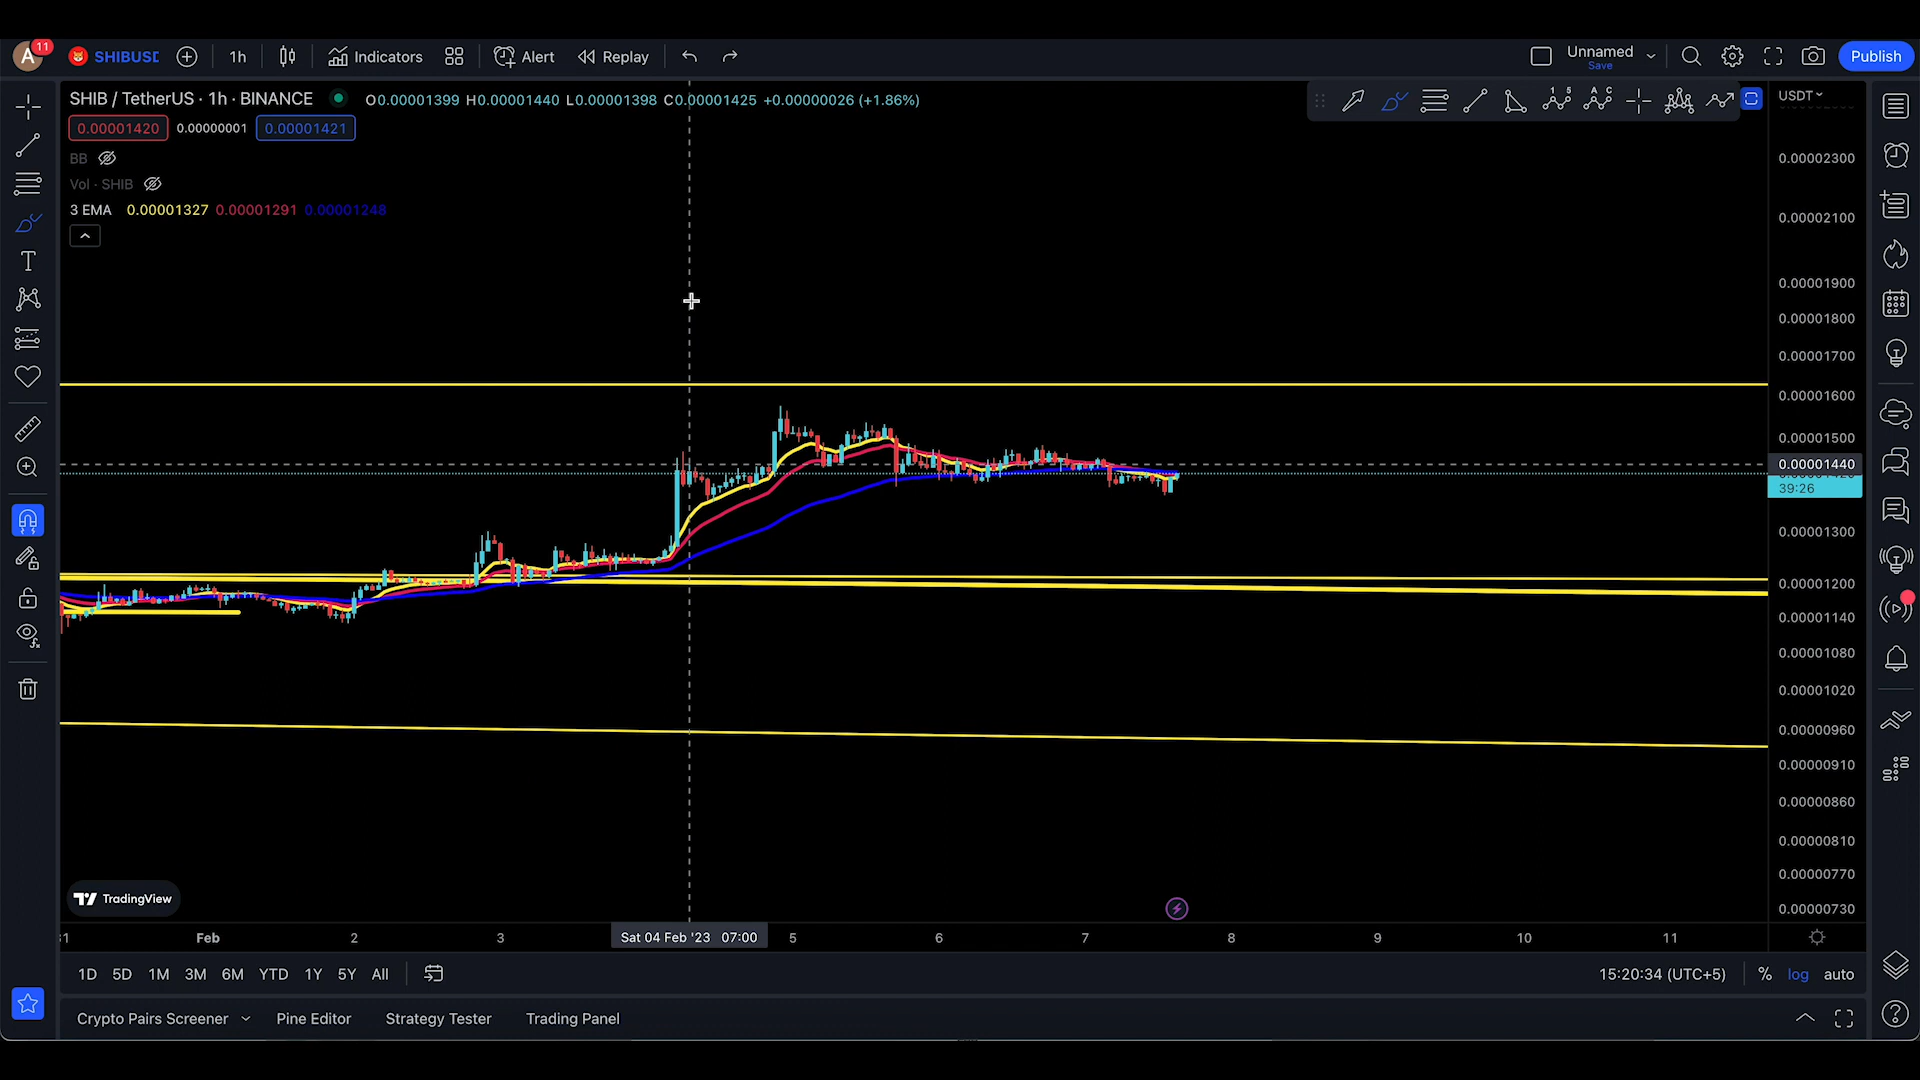 A 11 SHIBUSD 1h Indicators Alert Replay Unnamed Save Publish
SHIB / TetherUS · 1h · BINANCE O0.00001399 H0.00001440 L0.00001398 C0.00001425 +0.00000026 (+1.86%)
0.00001420 0.00000001 0.00001421
BB
Vol · SHIB
3 EMA 0.00001327 0.00001291 0.00001248
USDT
0.00002300
0.00002100
0.00001900
0.00001800
0.00001700
0.00001600
0.00001500
0.00001440
39:26
0.00001300
0.00001200
0.00001140
0.00001080
0.00001020
0.00000960
0.00000910
0.00000860
0.00000810
0.00000770
0.00000730
TradingView
31 Feb 2 3 Sat 04 Feb '23 07:00 5 6 7 8 9 10 11
1D 5D 1M 3M 6M YTD 1Y 5Y All 15:20:34 (UTC+5) % log auto
Crypto Pairs Screener Pine Editor Strategy Tester Trading Panel